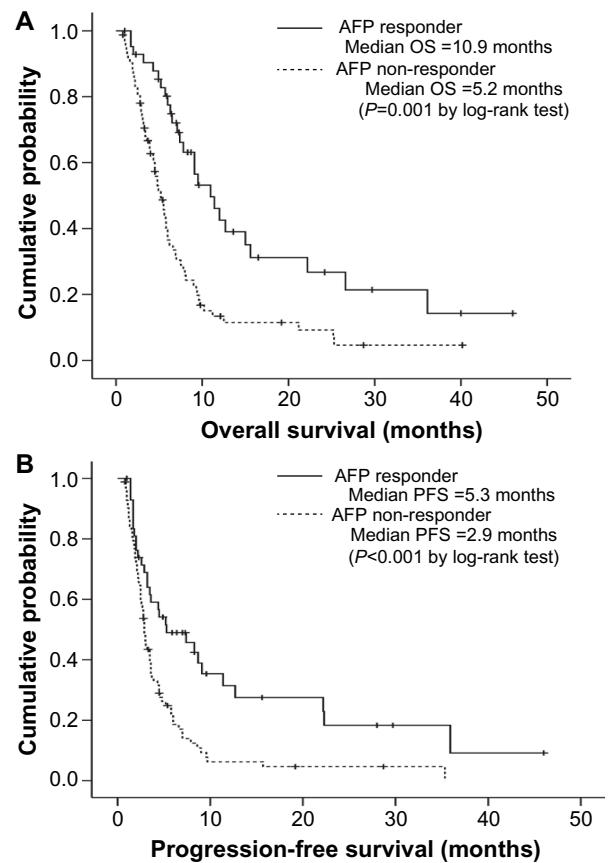 A
AFP responder
Median OS =10.9 months
AFP non-responder
Median OS =5.2 months
(P=0.001 by log-rank test)
Cumulative probability
1.0
0.8
0.6
0.4
0.2
0.0
0 10 20 30 40 50
Overall survival (months)
B
AFP responder
Median PFS =5.3 months
AFP non-responder
Median PFS =2.9 months
(P<0.001 by log-rank test)
Cumulative probability
1.0
0.8
0.6
0.4
0.2
0.0
0 10 20 30 40 50
Progression-free survival (months)